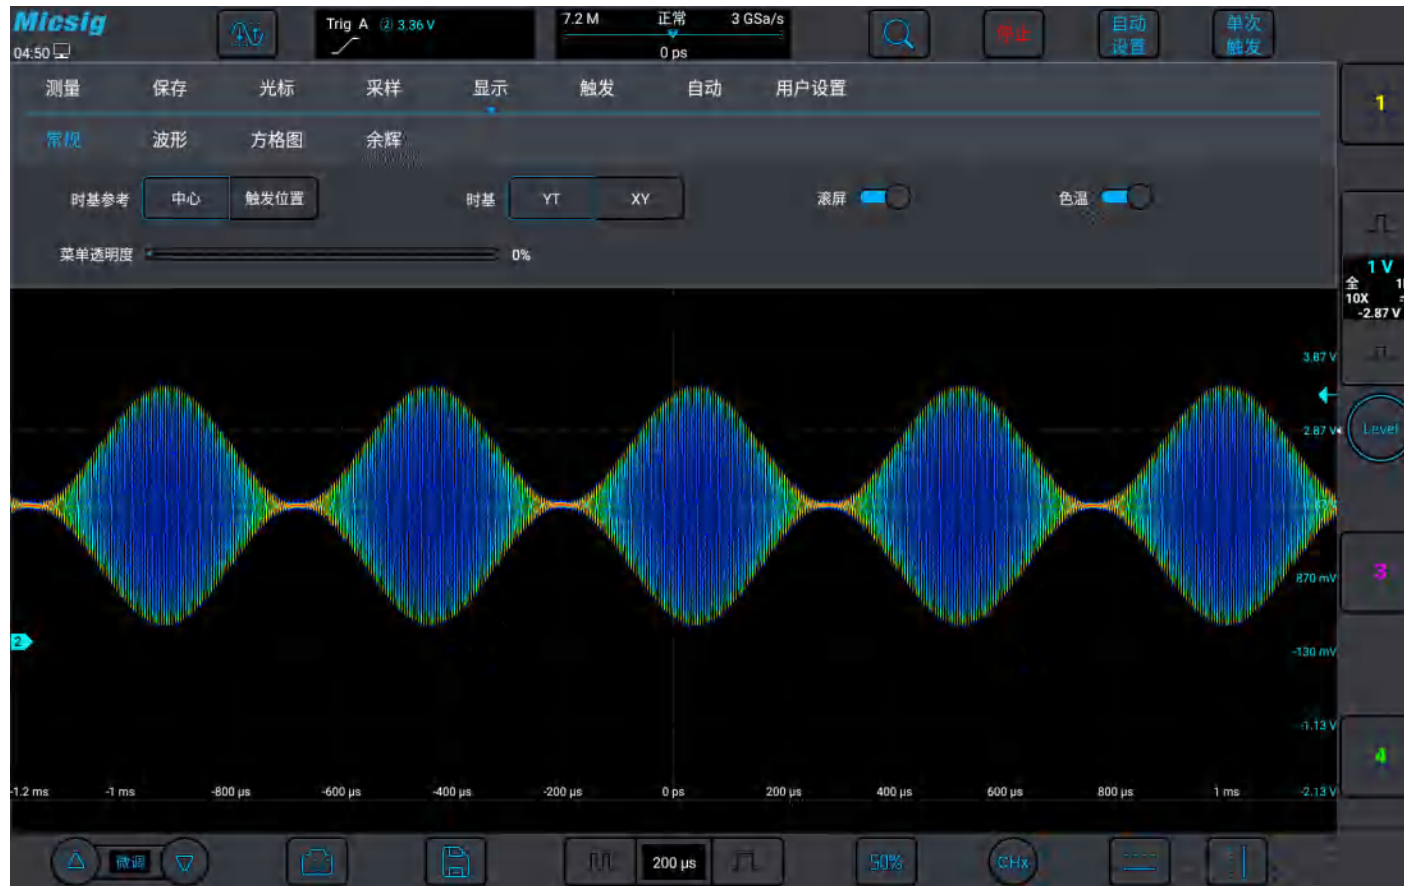 Micsig
04:50
Trig A ② 3.36 V
7.2 M 正常 3 GSa/s
0 ps
停止
自动
设置
单次
触发
测量 保存 光标 采样 显示 触发 自动 用户设置
常规 波形 方格图 余辉
时基参考 中心 触发位置 时基 YT XY 滚屏 色温
菜单透明度 0%
1
1 V
全
10X
-2.87 V
3.87 V
2.87 V
Level
870 mV
3
2
-130 mV
-1.13 V
4
-1.2 ms -1 ms -800 μs -600 μs -400 μs -200 μs 0 ps 200 μs 400 μs 600 μs 800 μs 1 ms -2.13 V
微调 200 μs 50% CHx